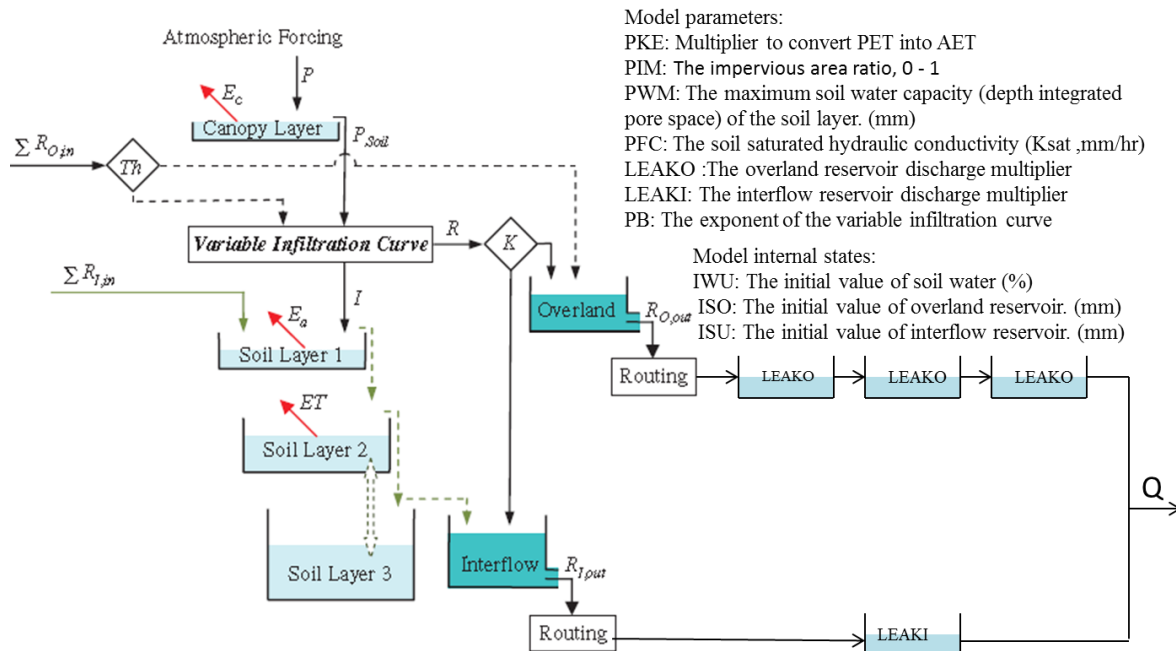 Atmospheric Forcing
P
E_c
Canopy Layer
P,Soil
∑ R_O,in
Th
Variable Infiltration Curve
R
K
∑ R_I,in
I
E_a
Soil Layer 1
ET
Soil Layer 2
Soil Layer 3
Overland
R_O,out
Routing
LEAKO
LEAKO
LEAKO
Interflow
R_I,out
Routing
LEAKI
Q
Model parameters:
PKE: Multiplier to convert PET into AET
PIM: The impervious area ratio, 0 - 1
PWM: The maximum soil water capacity (depth integrated
pore space) of the soil layer. (mm)
PFC: The soil saturated hydraulic conductivity (Ksat ,mm/hr)
LEAKO :The overland reservoir discharge multiplier
LEAKI: The interflow reservoir discharge multiplier
PB: The exponent of the variable infiltration curve
Model internal states:
IWU: The initial value of soil water (%)
ISO: The initial value of overland reservoir. (mm)
ISU: The initial value of interflow reservoir. (mm)